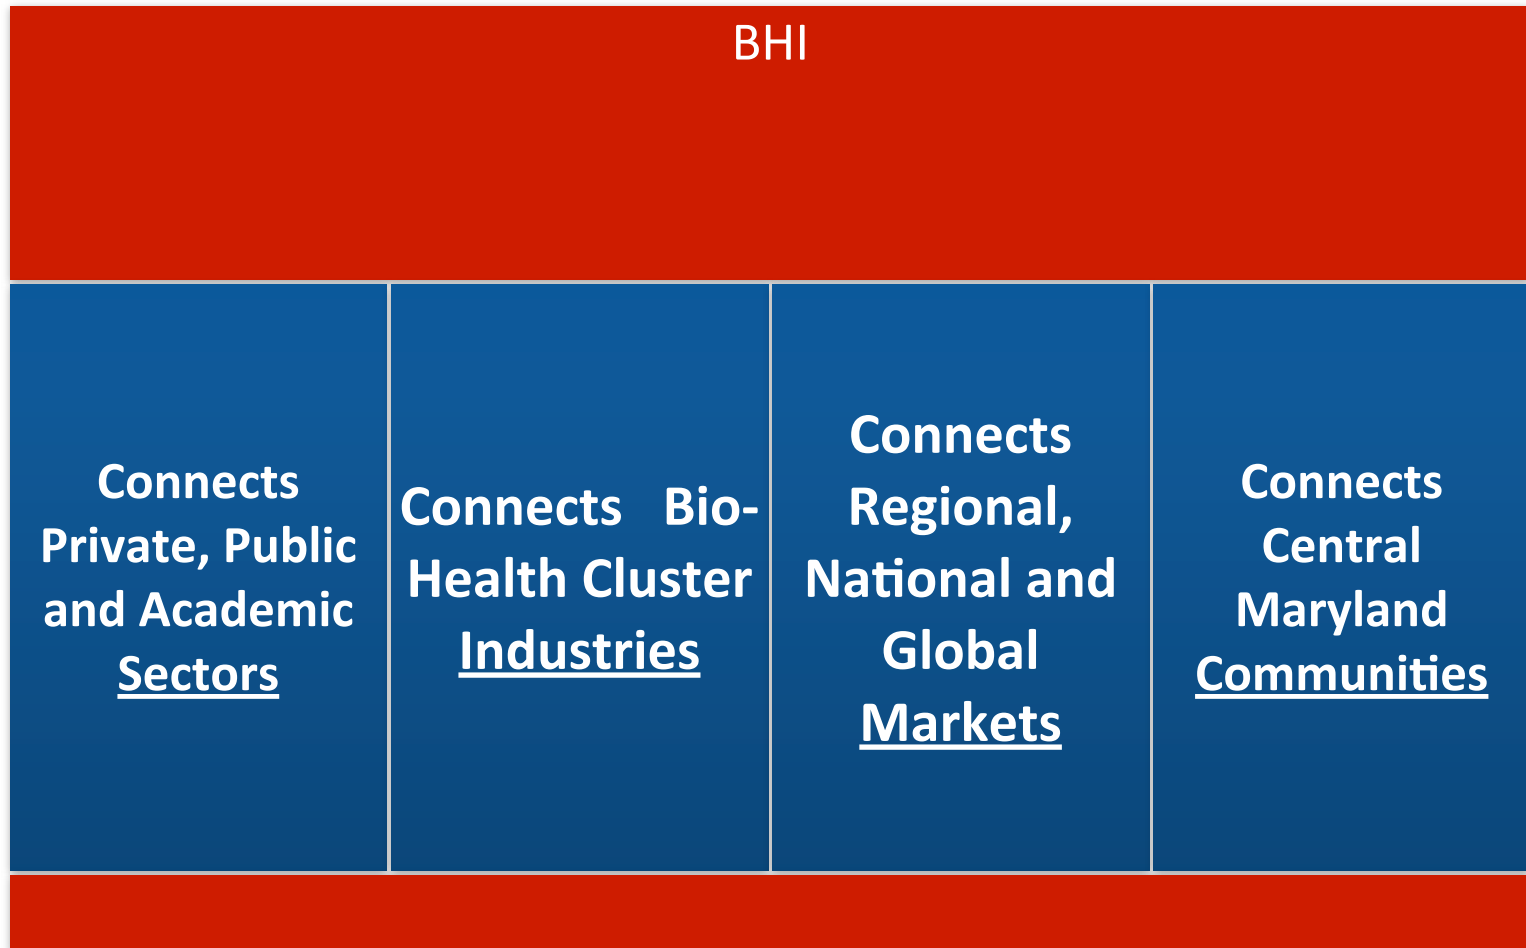 BHI
Connects
Private, Public
and Academic
Sectors
Connects Bio-
Health Cluster
Industries
Connects
Regional,
National and
Global
Markets
Connects
Central
Maryland
Communities